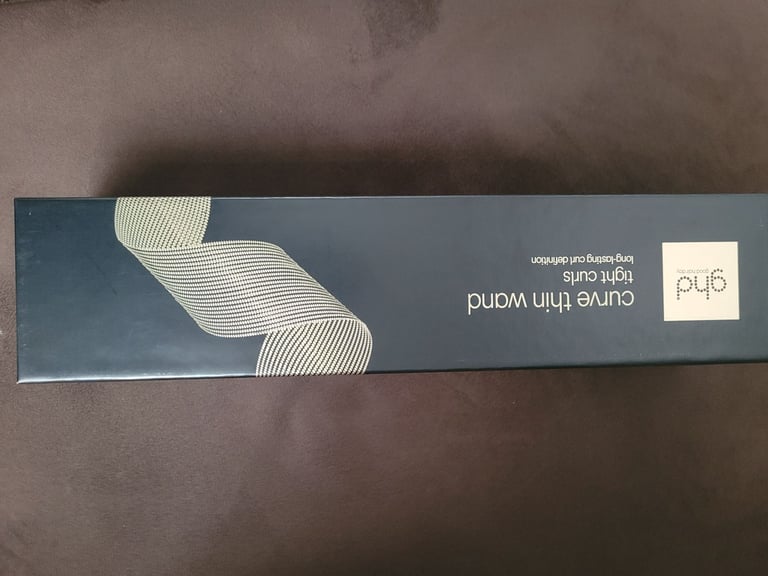 ghd
good hair day
curve thin wand
tight curls
long-lasting curl definition